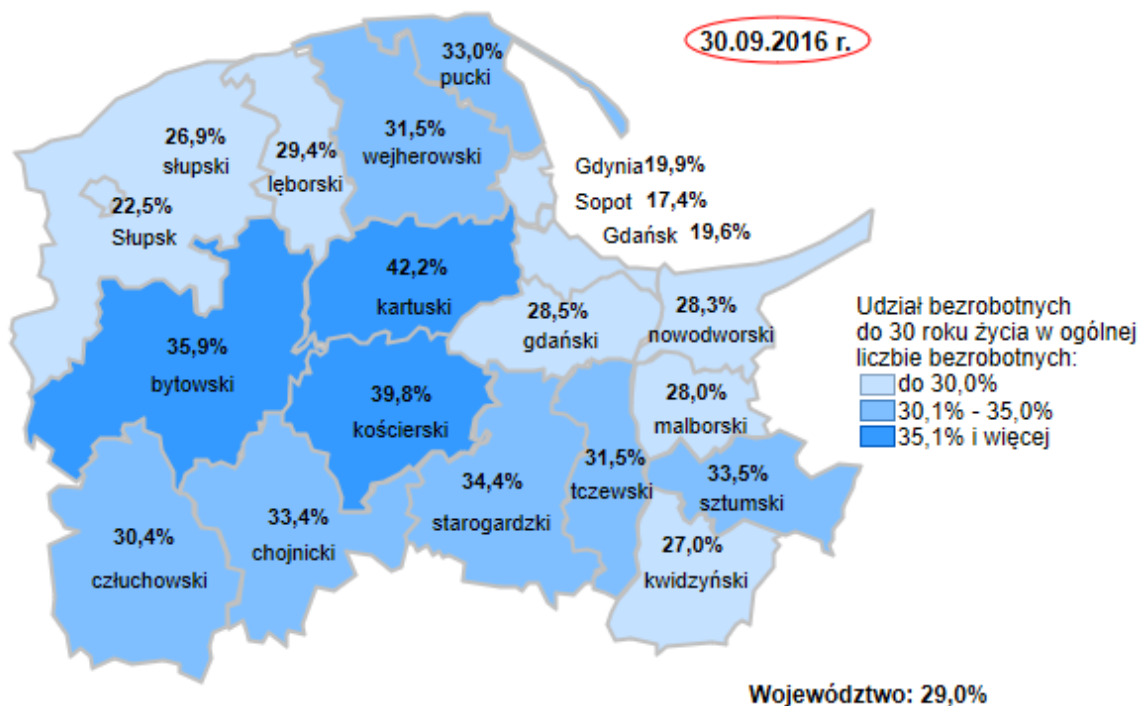 30.09.2016 r.
33,0%
pucki
26,9%
słupski
29,4%
lęborski
31,5%
wejherowski
Gdynia 19,9%
Sopot 17,4%
Gdańsk 19,6%
22,5%
Słupsk
42,2%
kartuski
28,5%
gdański
28,3%
nowodworski
Udział bezrobotnych
do 30 roku życia w ogólnej
liczbie bezrobotnych:
do 30,0%
30,1% - 35,0%
35,1% i więcej
35,9%
bytowski
39,8%
kościerski
28,0%
malborski
34,4%
starogardzki
31,5%
tczewski
33,5%
sztumski
30,4%
człuchowski
33,4%
chojnicki
27,0%
kwidzyński
Województwo: 29,0%